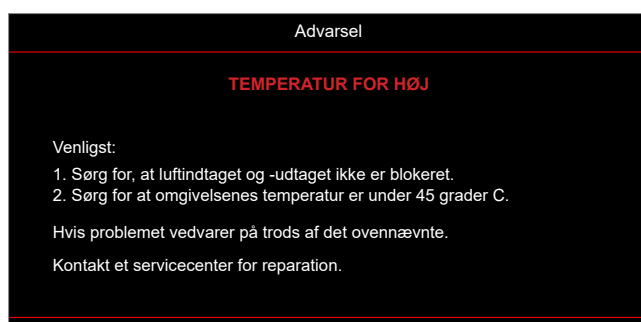 Advarsel
TEMPERATUR FOR HØJ
Venligst:
1. Sørg for, at luftindtaget og -udtaget ikke er blokeret.
2. Sørg for at omgivelsenes temperatur er under 45 grader C.
Hvis problemet vedvarer på trods af det ovennævnte.
Kontakt et servicecenter for reparation.